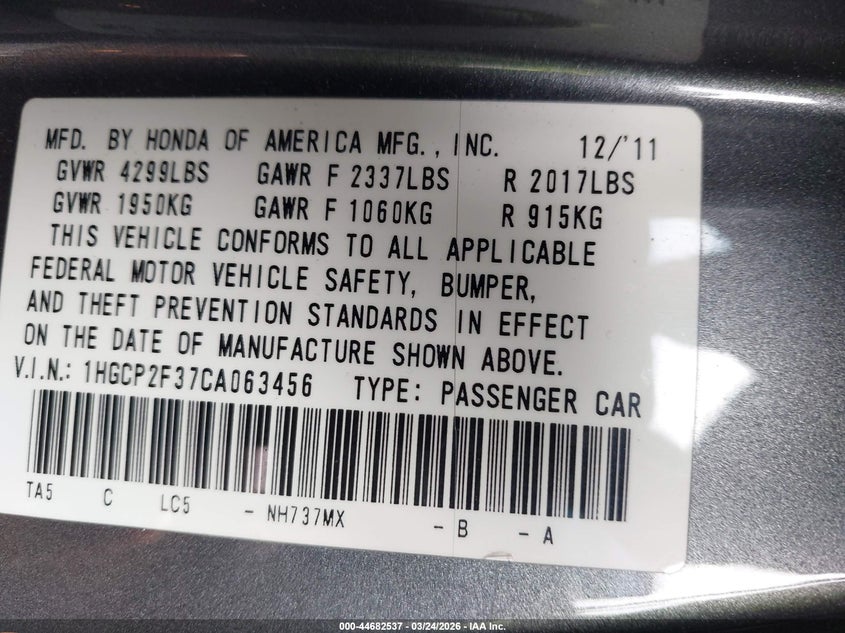 MFD. BY HONDA OF AMERICA MFG., INC. 12/'11
GVWR 4299LBS GAWR F 2337LBS R 2017LBS
GVWR 1950KG GAWR F 1060KG R 915KG
THIS VEHICLE CONFORMS TO ALL APPLICABLE
FEDERAL MOTOR VEHICLE SAFETY, BUMPER,
AND THEFT PREVENTION STANDARDS IN EFFECT
ON THE DATE OF MANUFACTURE SHOWN ABOVE.
V.I.N.: 1HGCP2F37CA063456 TYPE: PASSENGER CAR
TA5 C LC5 - NH737MX - B - A
000-44682537 - 03/24/2026 - IAA Inc.